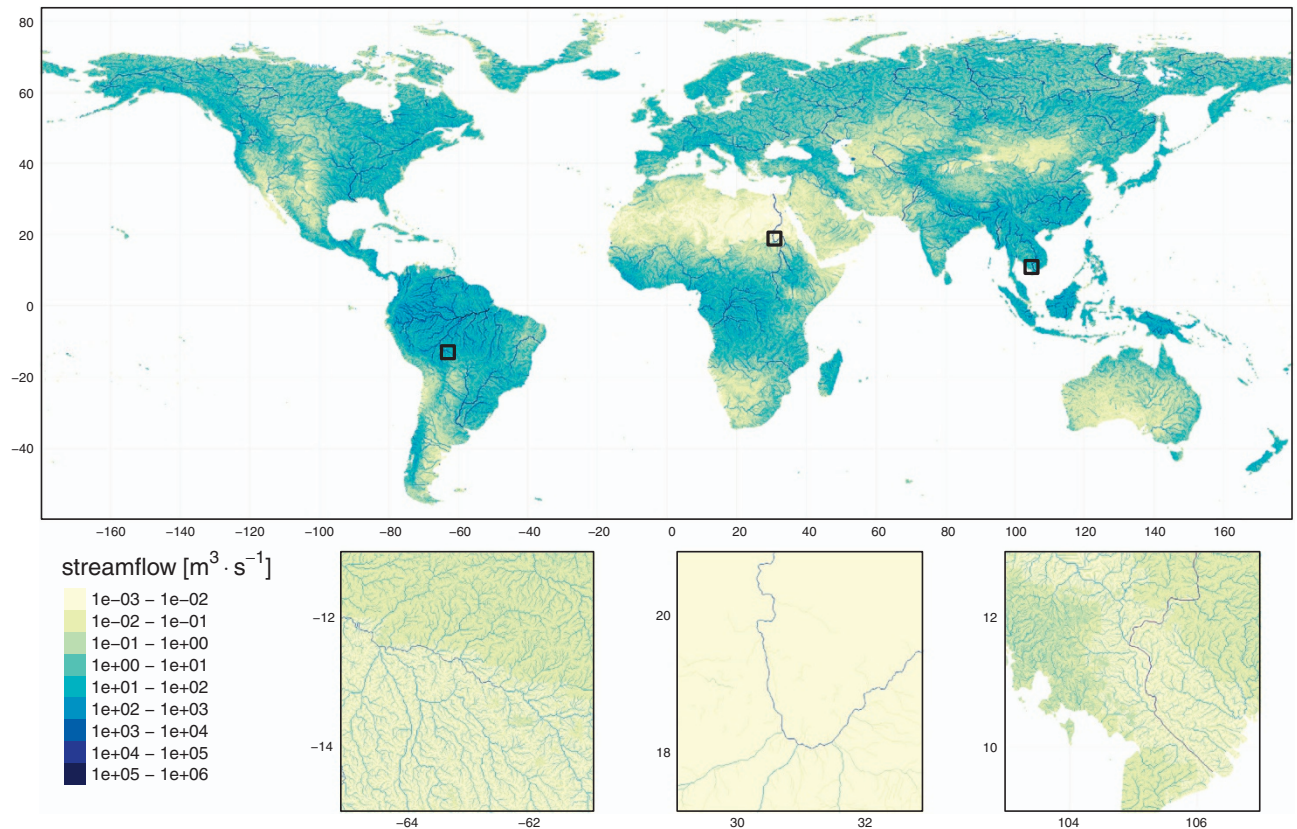 80
60
40
20
0
−20
−40
−160 −140 −120 −100 −80 −60 −40 −20 0 20 40 60 80 100 120 140 160
streamflow [m³ · s⁻¹]
1e−03 − 1e−02
1e−02 − 1e−01
1e−01 − 1e+00
1e+00 − 1e+01
1e+01 − 1e+02
1e+02 − 1e+03
1e+03 − 1e+04
1e+04 − 1e+05
1e+05 − 1e+06
−12
−14
−64 −62
20
18
30 32
12
10
104 106